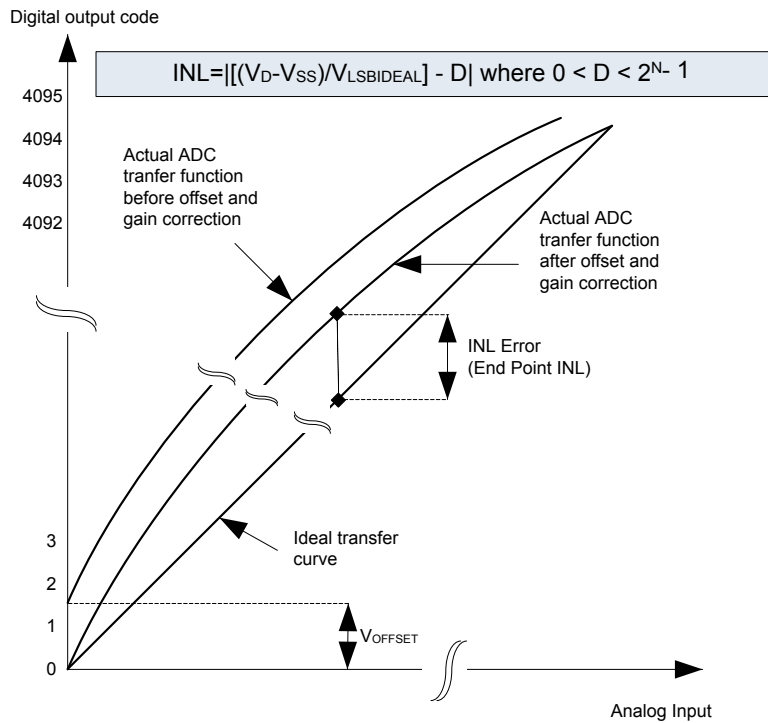 Digital output code
INL=|[(VD-VSS)/VLSBIDEAL] - D| where 0 < D < 2N- 1
4095
4094
4093
4092
Actual ADC
tranfer function
before offset and
gain correction
Actual ADC
tranfer function
after offset and
gain correction
INL Error
(End Point INL)
3
2
1
0
Ideal transfer
curve
VOFFSET
Analog Input